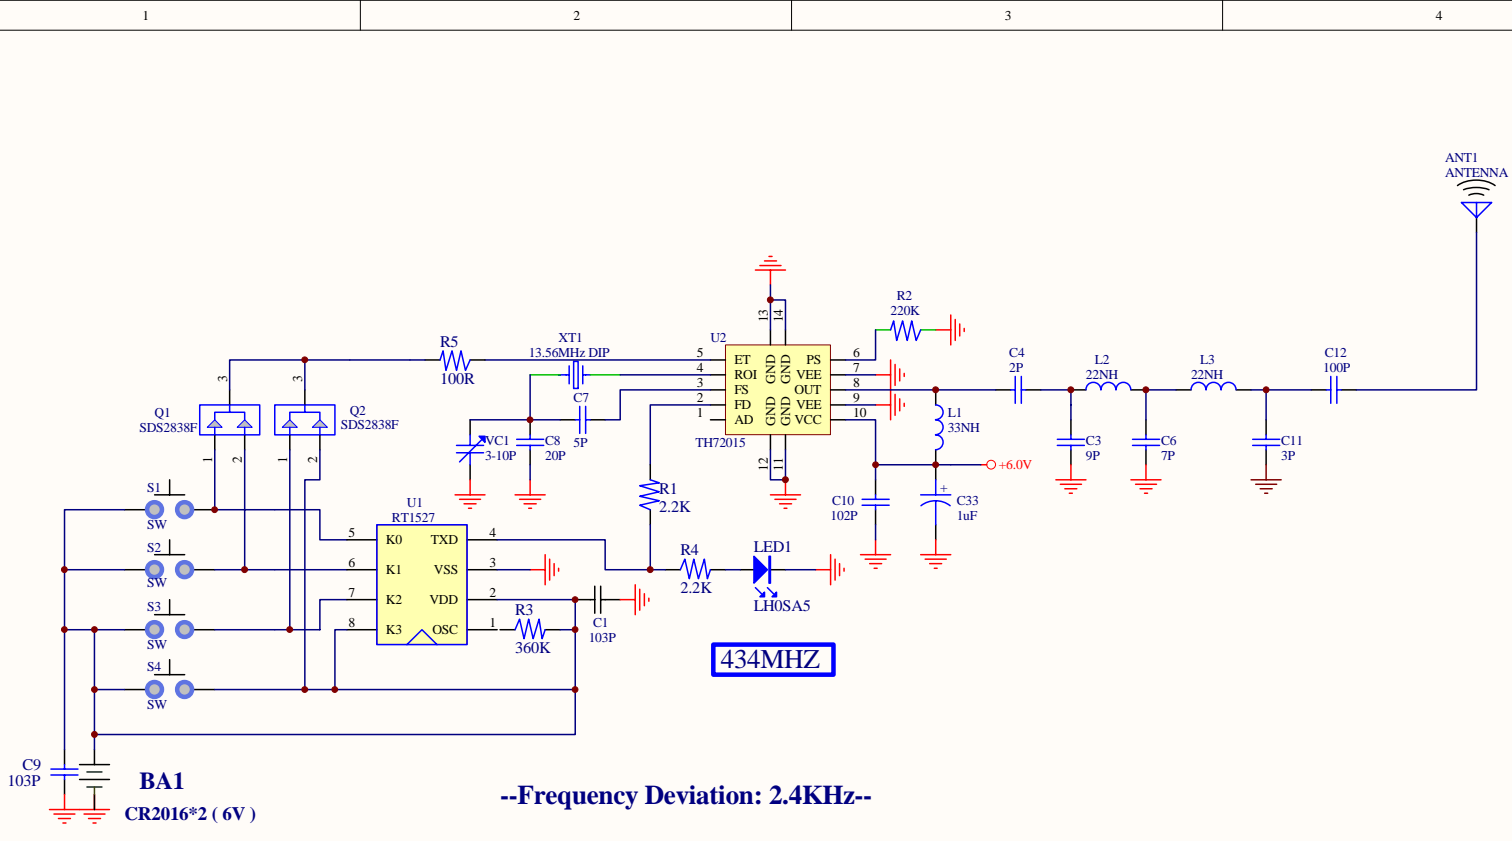 1 2 3 4
ANT1
ANTENNA
R2
220K
13 14
U2
XT1
13.56MHz DIP
R5
100R
5 ET PS 6
4 ROI VEE 7
3 FS OUT 8
2 FD VEE 9
1 AD VCC 10
GND GND
GND GND
TH72015
12 11
C4
2P
L2
22NH
L3
22NH
C12
100P
L1
33NH
C7
5P
3 3
Q1
SDS2838F
Q2
SDS2838F
1 2 1 2
VC1
3-10P
C8
20P
C3
9P
C6
7P
C11
3P
+6.0V
C10
102P
+
C33
1uF
S1
SW
S2
SW
S3
SW
S4
SW
U1
RT1527
5 K0 TXD 4
6 K1 VSS 3
7 K2 VDD 2
8 K3 OSC 1
R1
2.2K
R4
2.2K
LED1
LH0SA5
R3
360K
C1
103P
434MHZ
C9
103P
BA1
CR2016*2 ( 6V )
--Frequency Deviation: 2.4KHz--